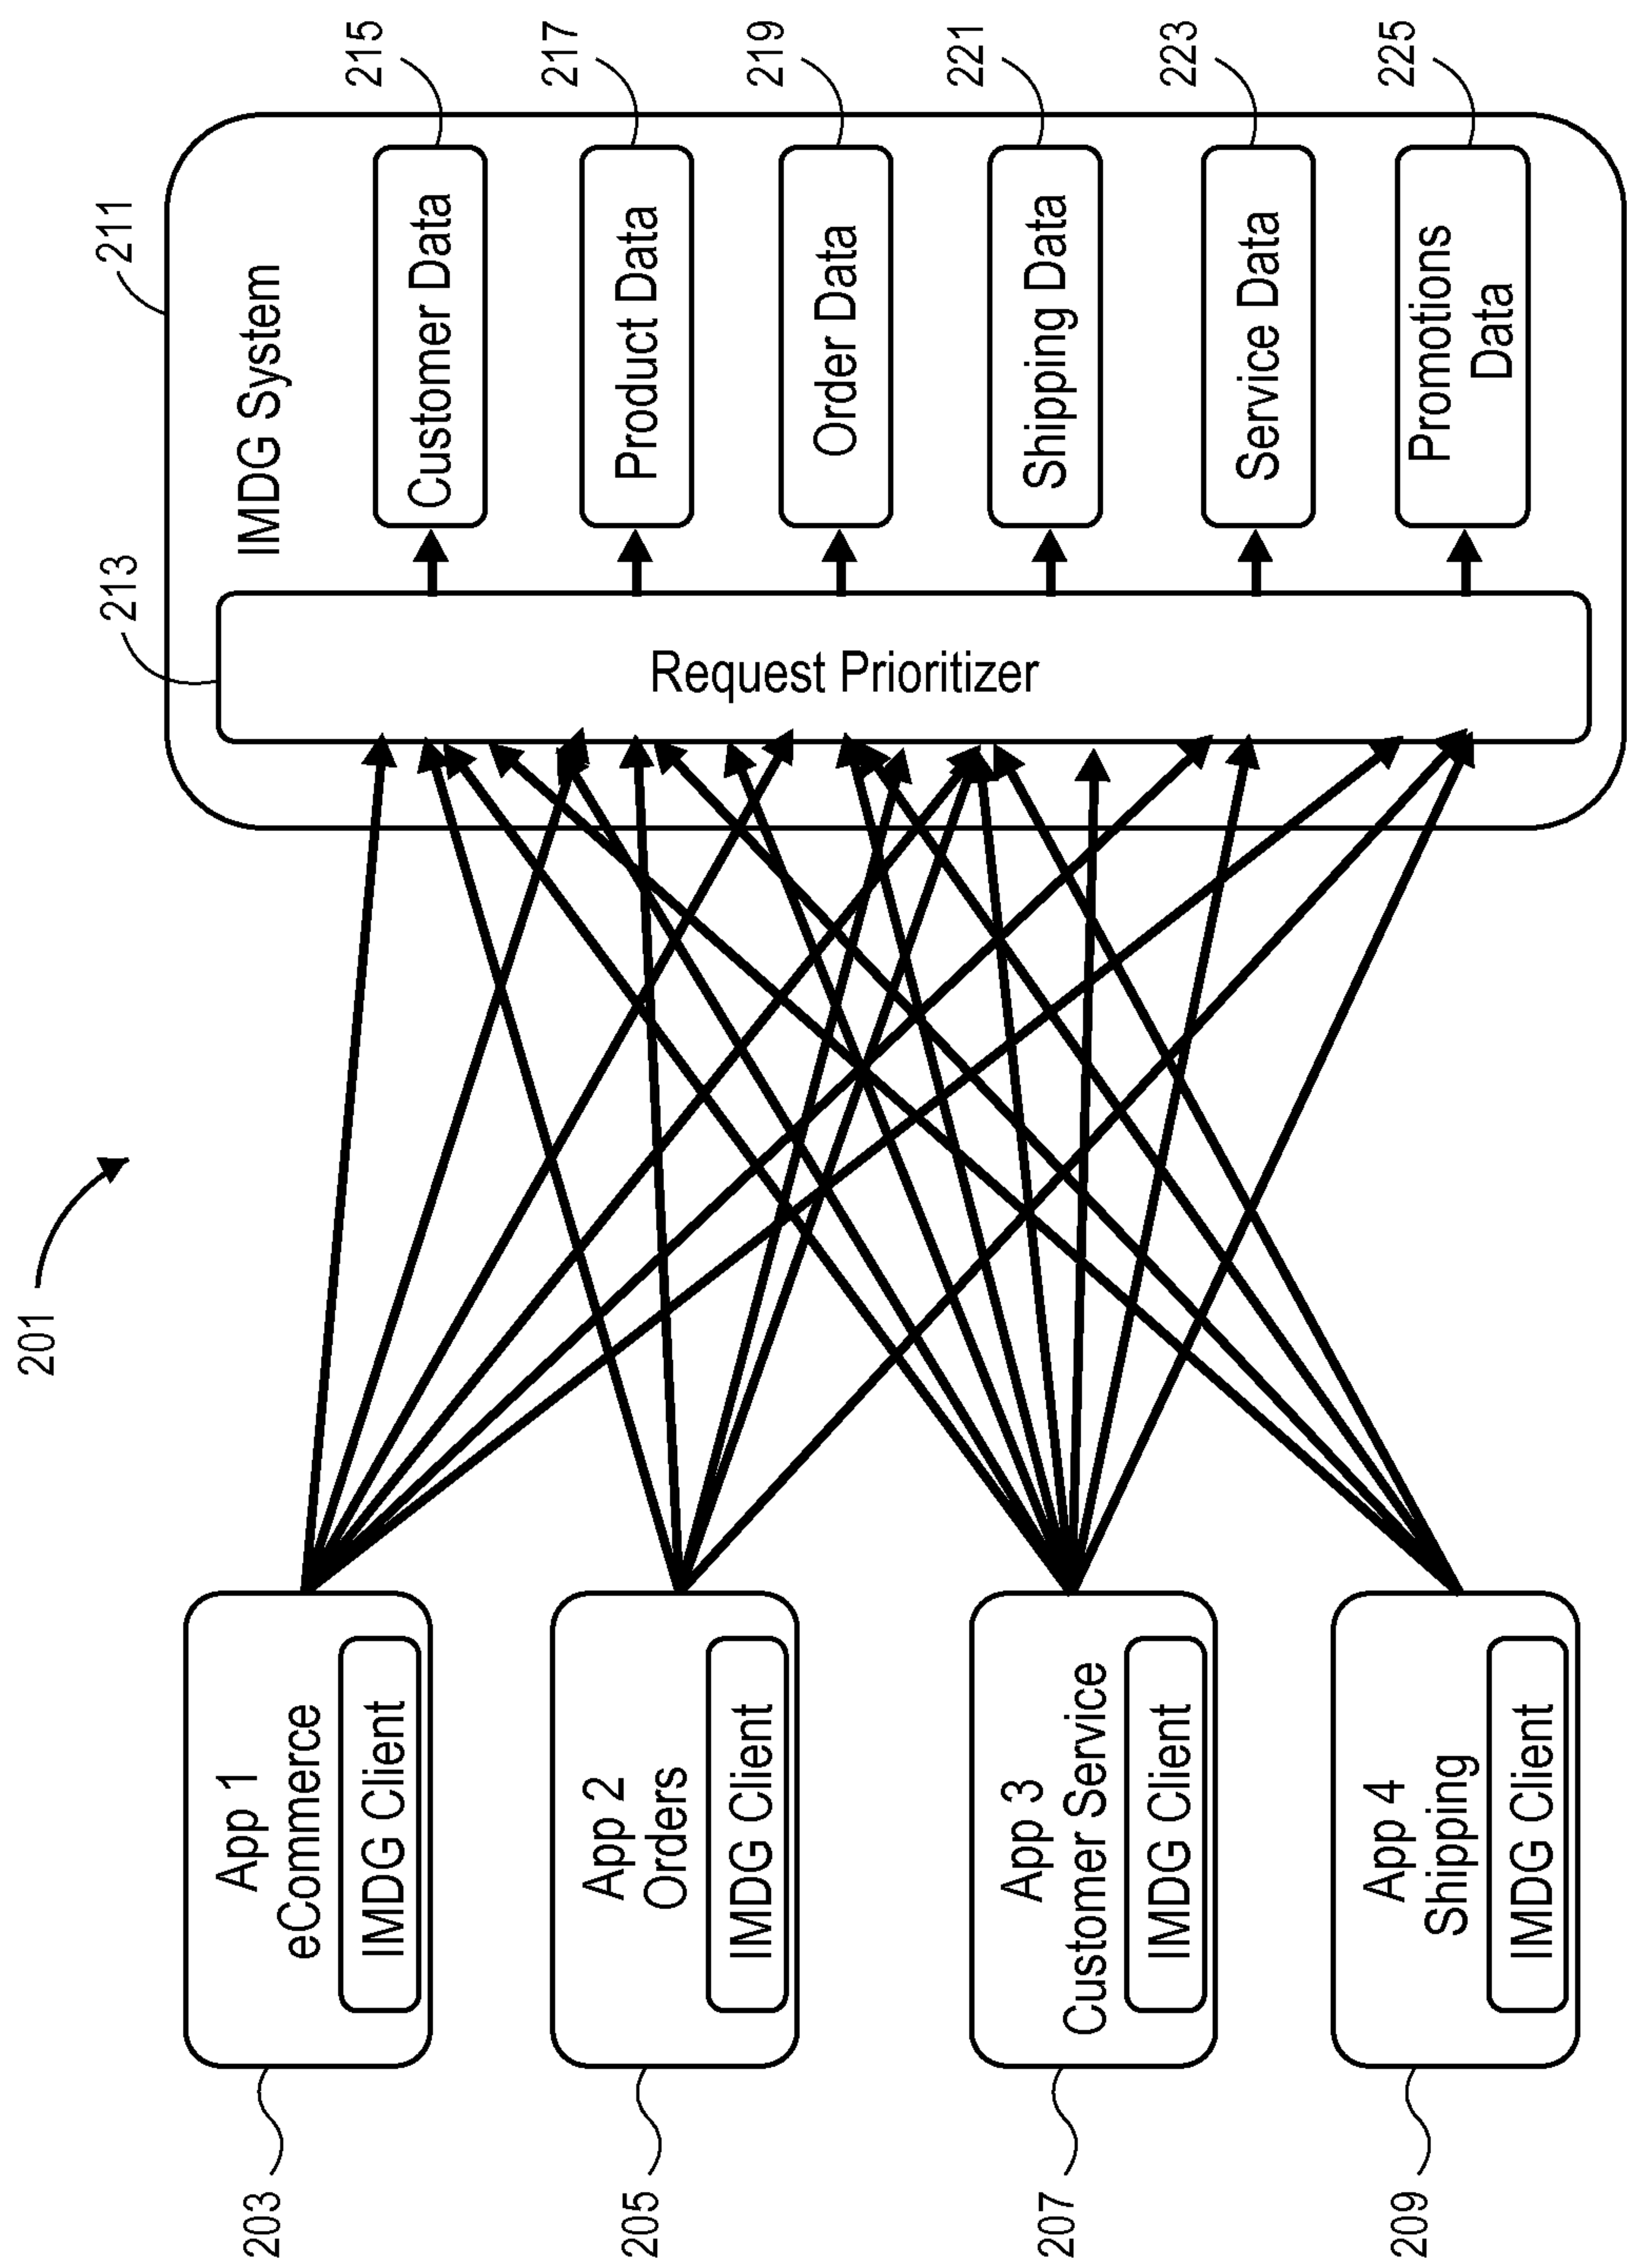 201
203
App 1
eCommerce
IMDG Client
205
App 2
Orders
IMDG Client
207
App 3
Customer Service
IMDG Client
209
App 4
Shipping
IMDG Client
211
IMDG System
213
Request Prioritizer
Customer Data
215
Product Data
217
Order Data
219
Shipping Data
221
Service Data
223
Promotions
Data
225